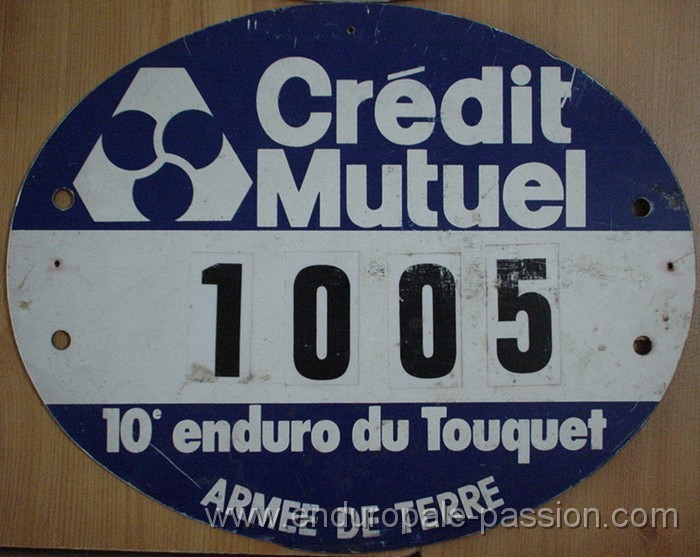 Crédit
Mutuel
1005
10e enduro du Touquet
ARMEE DE TERRE
www.enduropale-passion.com